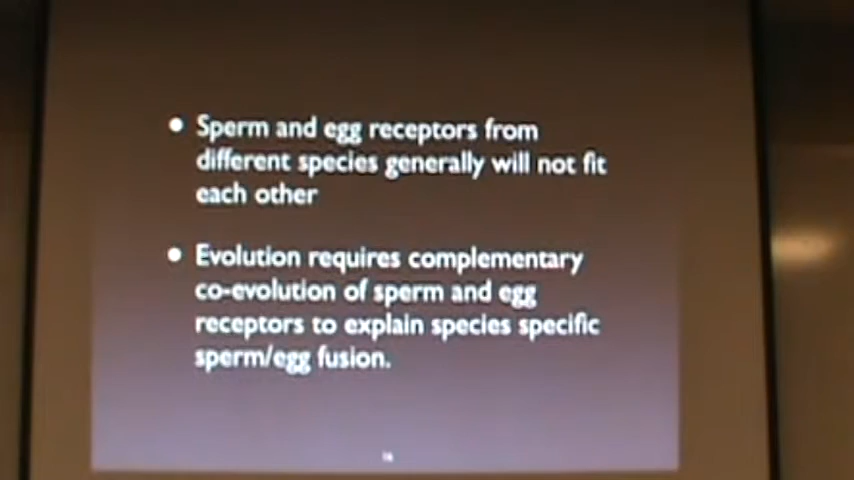 • Sperm and egg receptors from
different species generally will not fit
each other
• Evolution requires complementary
co-evolution of sperm and egg
receptors to explain species specific
sperm/egg fusion.